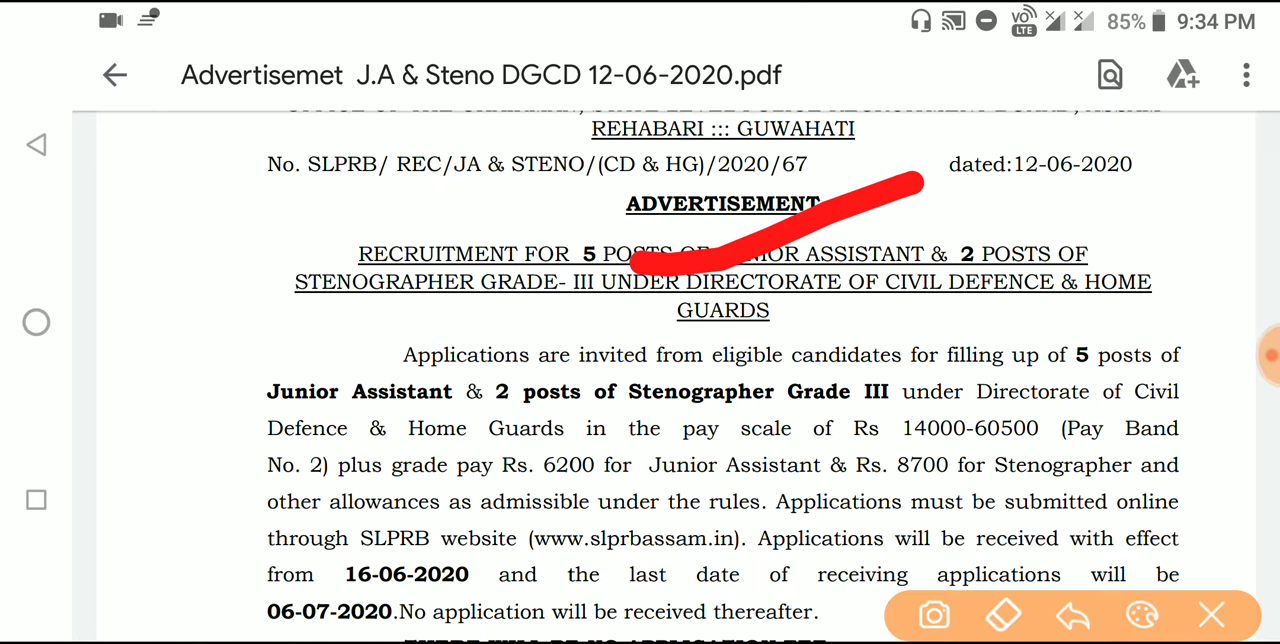 VO LTE 85% 9:34 PM
Advertisemet J.A & Steno DGCD 12-06-2020.pdf
REHABARI ::: GUWAHATI
No. SLPRB/ REC/JA & STENO/(CD & HG)/2020/67 dated:12-06-2020
ADVERTISEMENT
RECRUITMENT FOR 5 POSTS OF JUNIOR ASSISTANT & 2 POSTS OF
STENOGRAPHER GRADE- III UNDER DIRECTORATE OF CIVIL DEFENCE & HOME
GUARDS
Applications are invited from eligible candidates for filling up of 5 posts of
Junior Assistant & 2 posts of Stenographer Grade III under Directorate of Civil
Defence & Home Guards in the pay scale of Rs 14000-60500 (Pay Band
No. 2) plus grade pay Rs. 6200 for Junior Assistant & Rs. 8700 for Stenographer and
other allowances as admissible under the rules. Applications must be submitted online
through SLPRB website (www.slprbassam.in). Applications will be received with effect
from 16-06-2020 and the last date of receiving applications will be
06-07-2020.No application will be received thereafter.